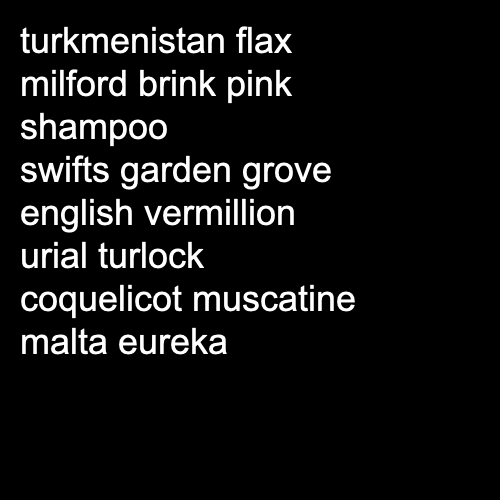 turkmenistan flax
milford brink pink
shampoo
swifts garden grove
english vermillion
urial turlock
coquelicot muscatine
malta eureka